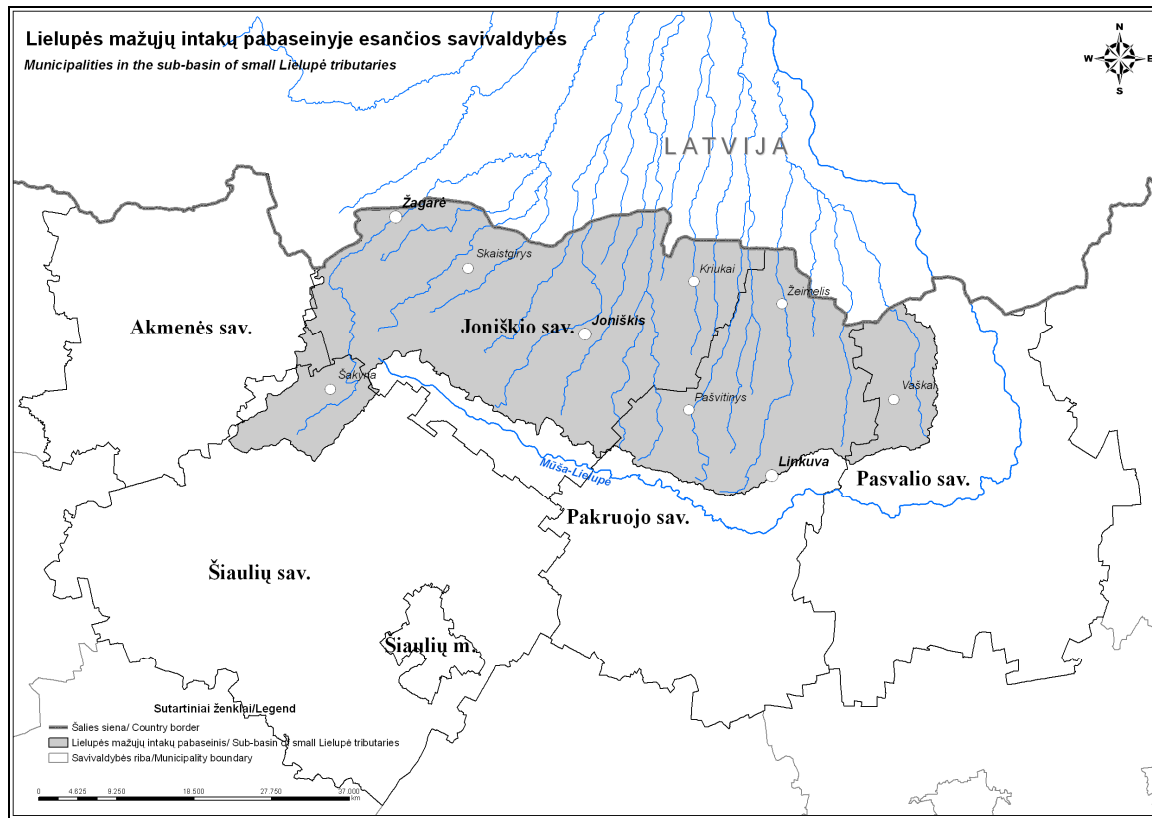 Lielupės mažųjų intakų pabaseinyje esančios savivaldybės
Municipalities in the sub-basin of small Lielupė tributaries
N
W E
S
LATVIJA
Žagarė
Skaistgirys
Kriukai
Žeimelis
Akmenės sav.
Joniškio sav.
Joniškis
Šakyna
Vaškai
Pašvitinys
Linkuva
Mūša-Lielupė
Pasvalio sav.
Pakruojo sav.
Šiaulių sav.
Šiaulių m.
Sutartiniai ženklai/Legend
Šalies siena/ Country border
Lielupės mažųjų intakų pabaseinis/ Sub-basin of small Lielupė tributaries
Savivaldybės riba/Municipality boundary
0 4.625 9.250 18.500 27.750 37.000
km